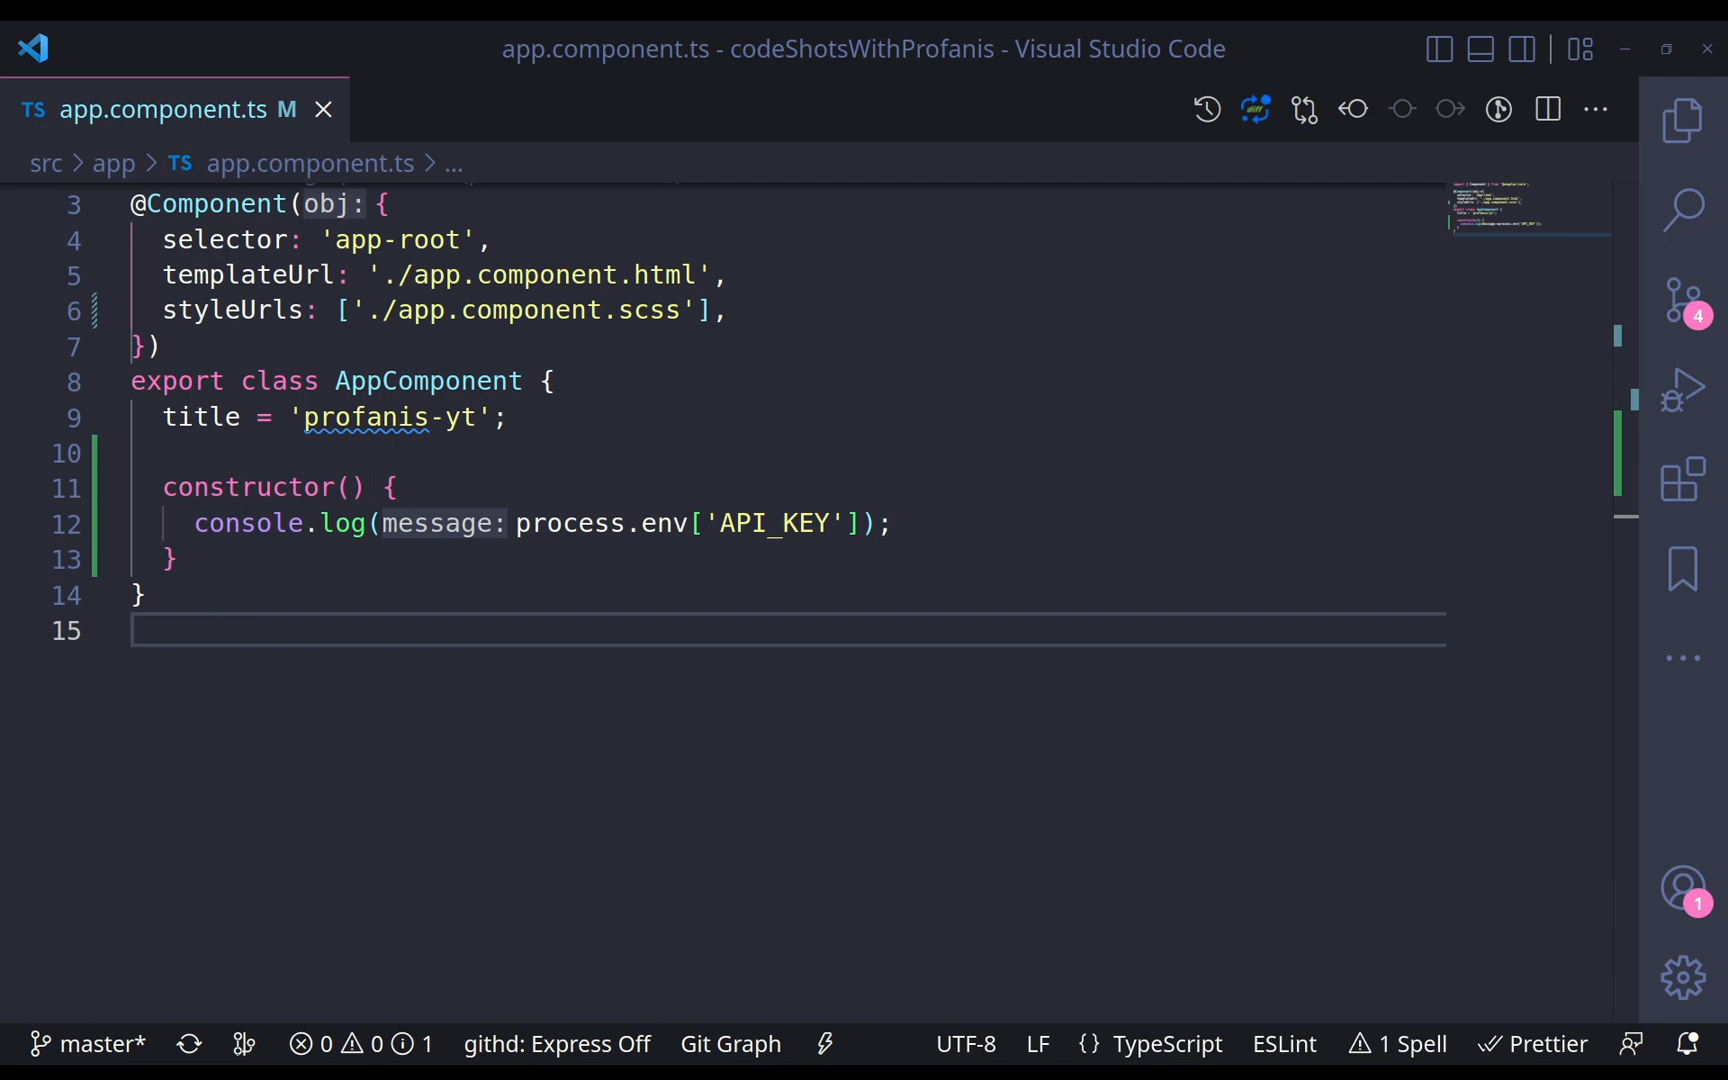 app.component.ts - codeShotsWithProfanis - Visual Studio Code
TS app.component.ts M
diff
src > app > TS app.component.ts > ...
3 @Component(obj: {
4 selector: 'app-root',
5 templateUrl: './app.component.html',
6 styleUrls: ['./app.component.scss'],
7 })
8 export class AppComponent {
9 title = 'profanis-yt';
10
11 constructor() {
12 console.log(message: process.env['API_KEY']);
13 }
14 }
15
4
1
master* 0 0 1 githd: Express Off Git Graph UTF-8 LF {} TypeScript ESLint 1 Spell Prettier